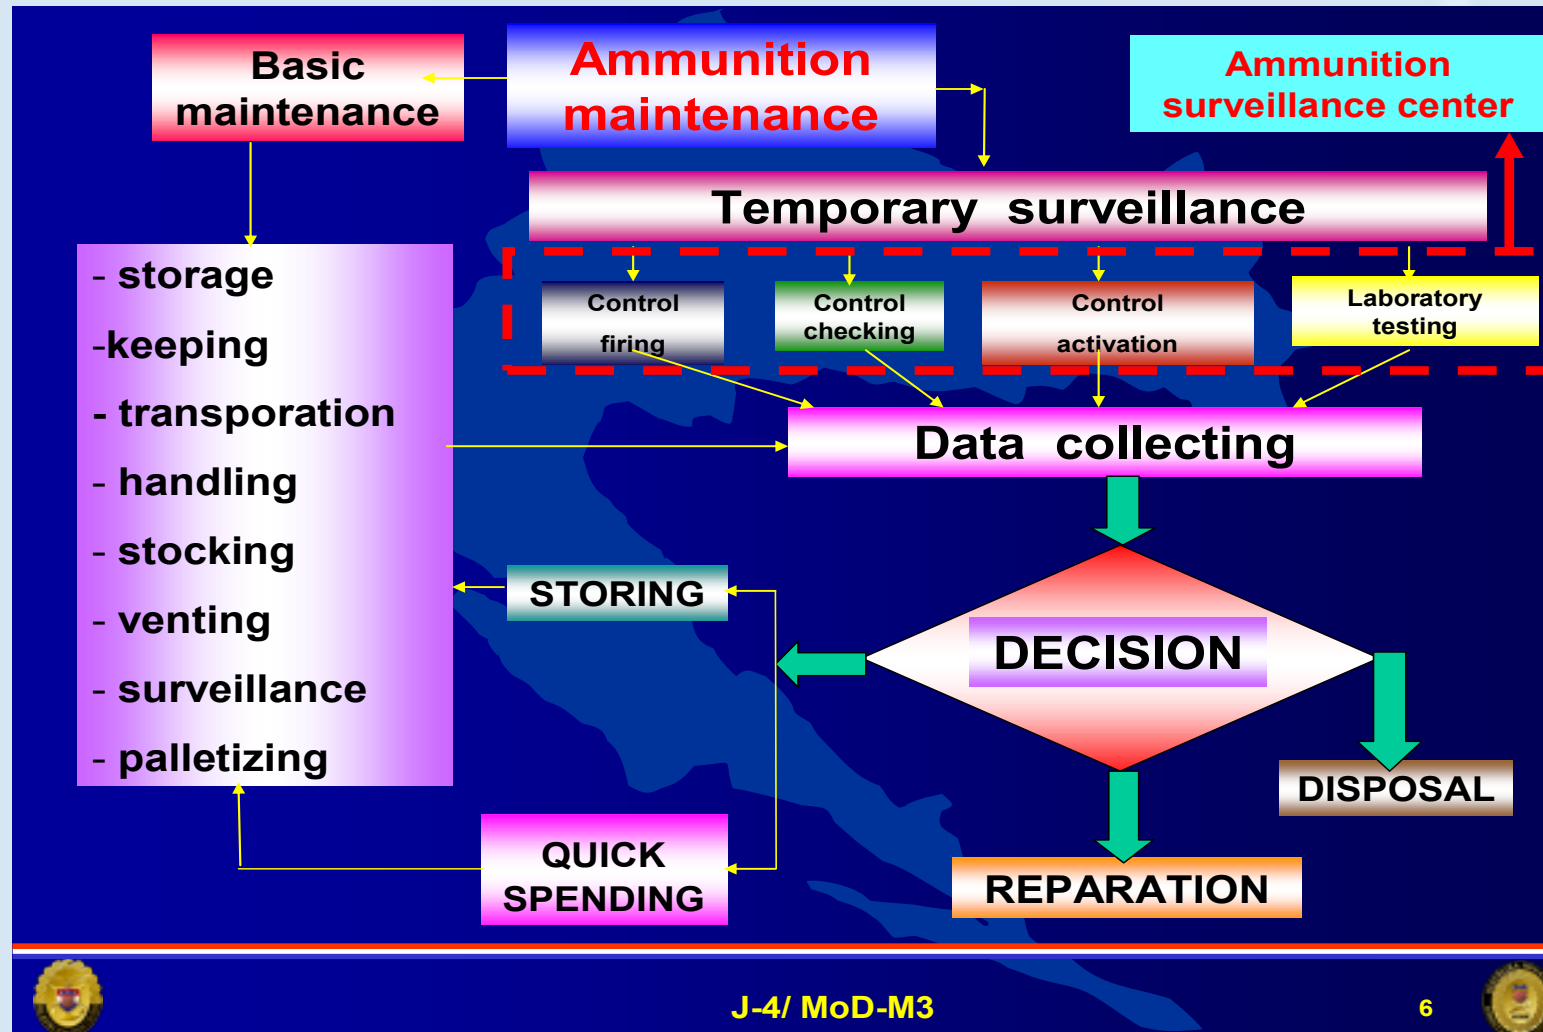 Basic
maintenance
Ammunition
maintenance
Ammunition
surveillance center
Temporary surveillance
Control
firing
Control
checking
Control
activation
Laboratory
testing
- storage
-keeping
- transporation
- handling
- stocking
- venting
- surveillance
- palletizing
Data collecting
STORING
DECISION
DISPOSAL
QUICK
SPENDING
REPARATION
J-4/ MoD-M3
6